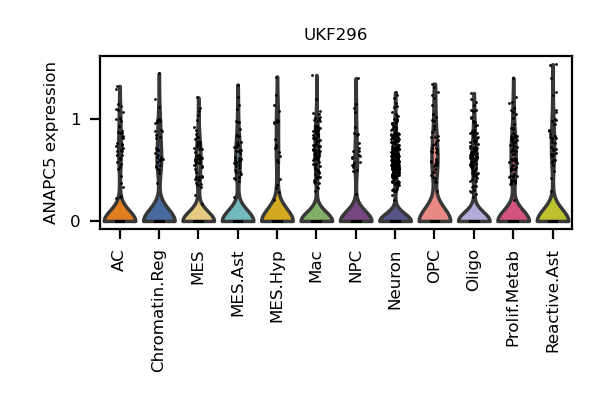 UKF296
ANAPC5 expression
1
0
AC
Chromatin.Reg
MES
MES.Ast
MES.Hyp
Mac
NPC
Neuron
OPC
Oligo
Prolif.Metab
Reactive.Ast